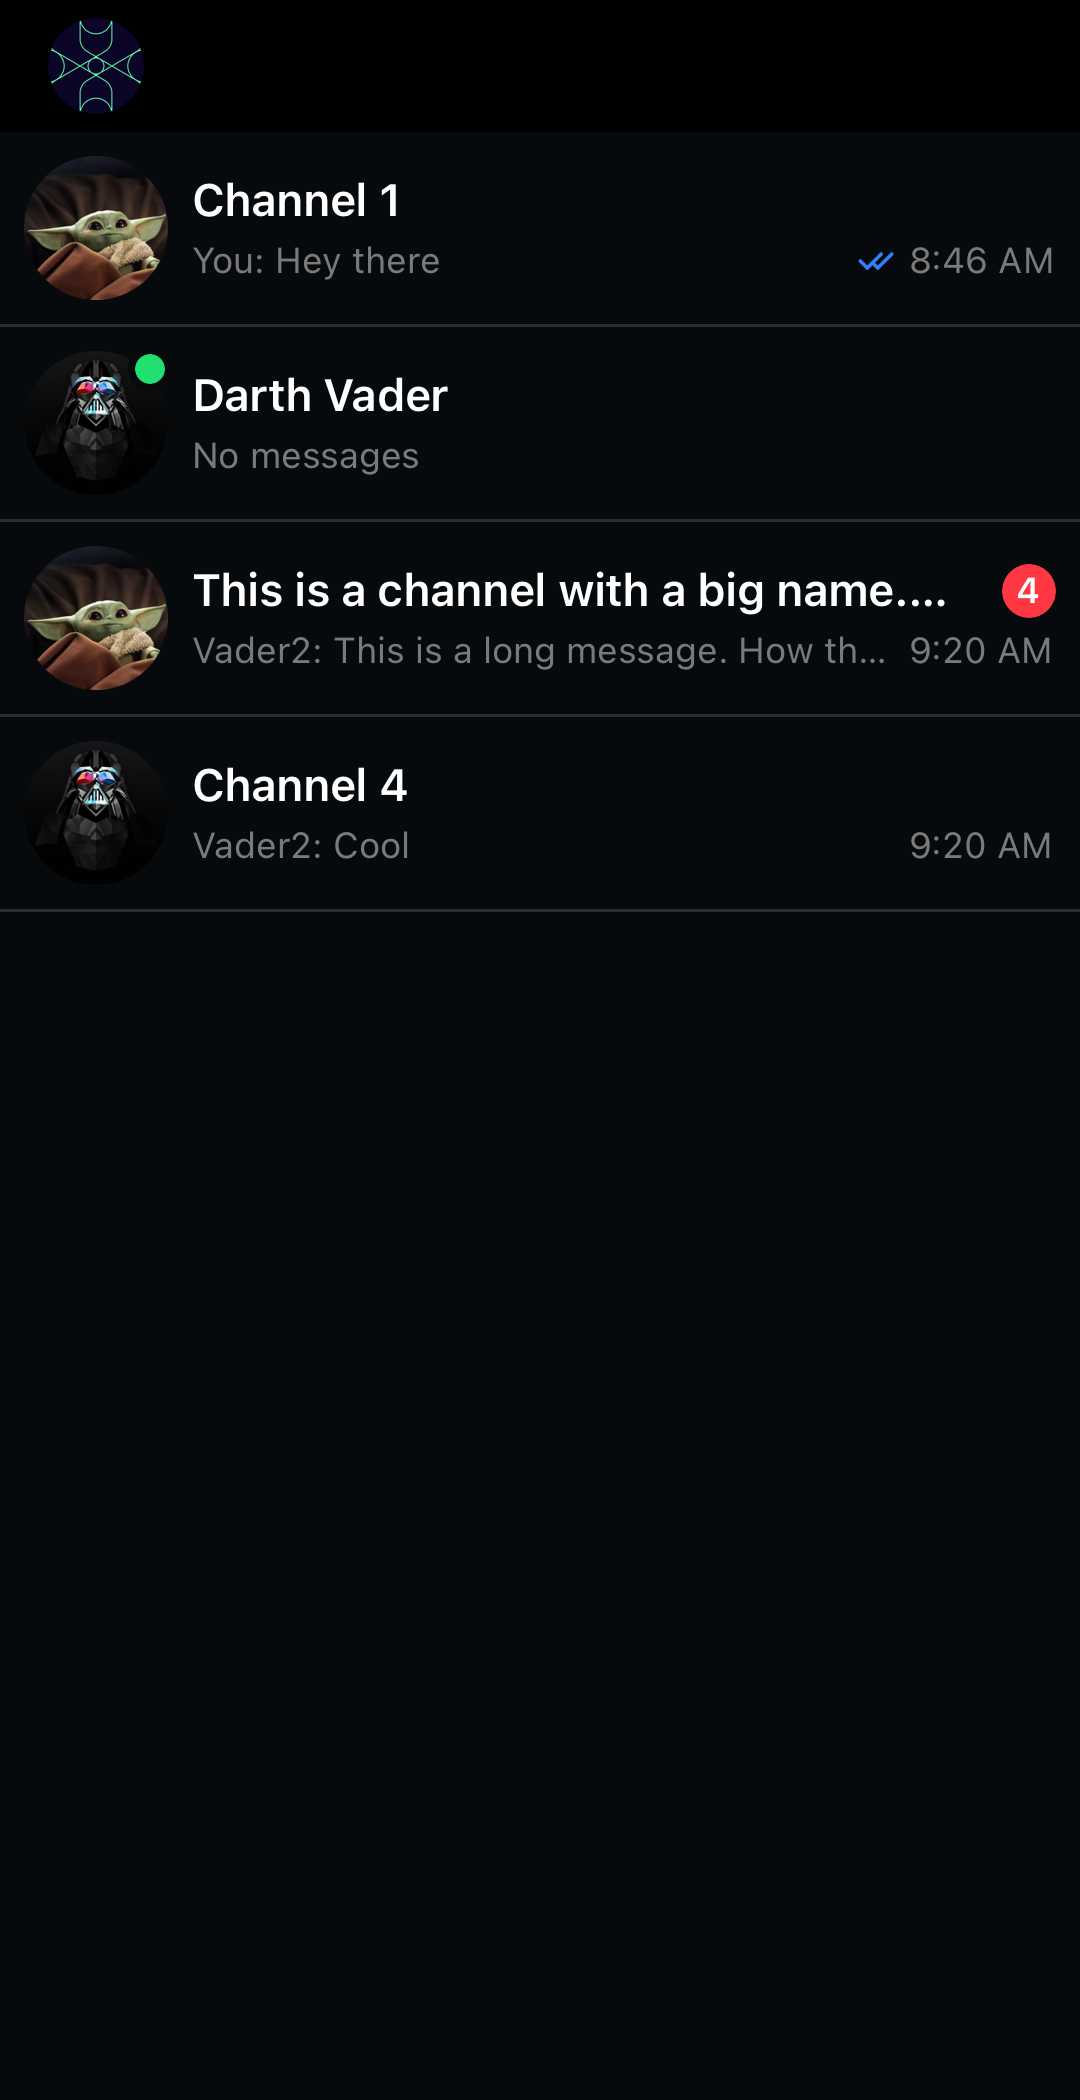 Channel 1
You: Hey there 8:46 AM
Darth Vader
No messages
This is a channel with a big name.... 4
Vader2: This is a long message. How th... 9:20 AM
Channel 4
Vader2: Cool 9:20 AM